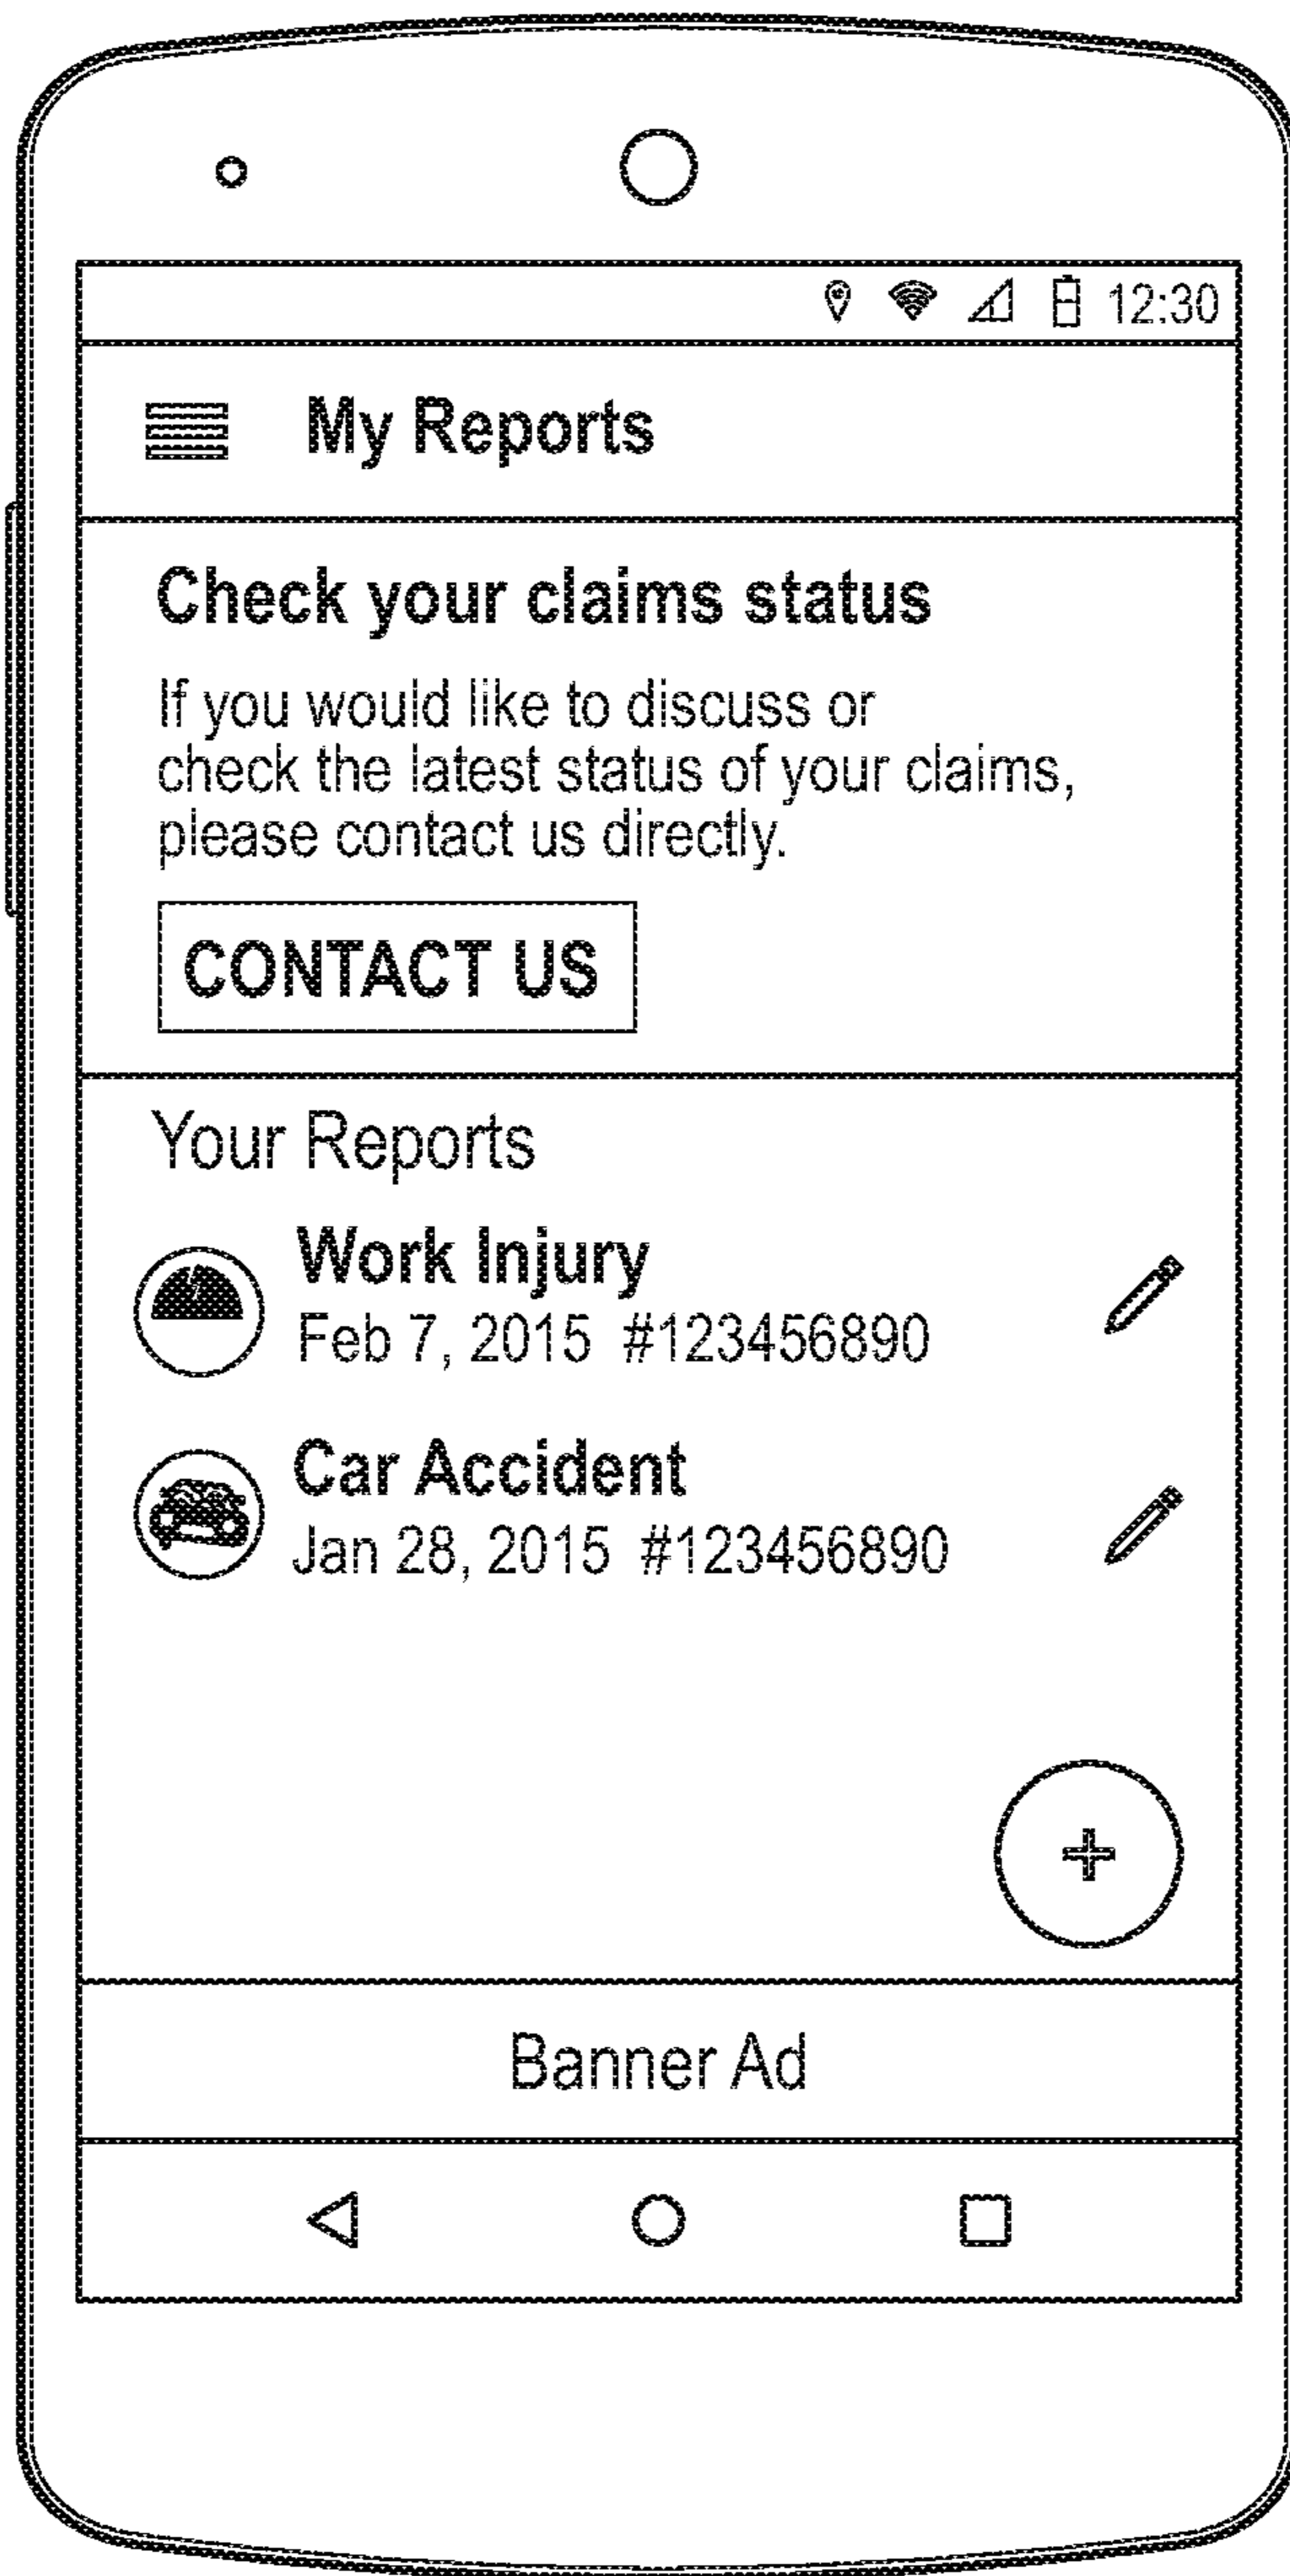 12:30
My Reports
Check your claims status
If you would like to discuss or
check the latest status of your claims,
please contact us directly.
CONTACT US
Your Reports
Work Injury
Feb 7, 2015 #123456890
Car Accident
Jan 28, 2015 #123456890
+
Banner Ad